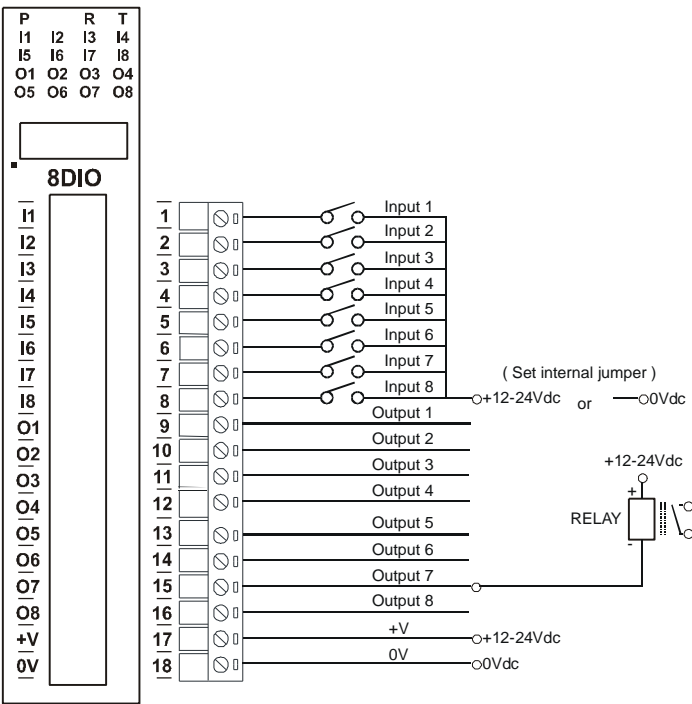 P R T
I1 I2 I3 I4
I5 I6 I7 I8
O1 O2 O3 O4
O5 O6 O7 O8
8DIO
I1 1 Input 1
I2 2 Input 2
I3 3 Input 3
I4 4 Input 4
I5 5 Input 5
I6 6 Input 6
I7 7 Input 7
I8 8 Input 8
( Set internal jumper )
+12-24Vdc or 0Vdc
O1 9 Output 1
O2 10 Output 2
O3 11 Output 3
O4 12 Output 4
O5 13 Output 5
O6 14 Output 6
O7 15 Output 7
O8 16 Output 8
+V 17 +V +12-24Vdc
0V 18 0V 0Vdc
+12-24Vdc
+
RELAY
-